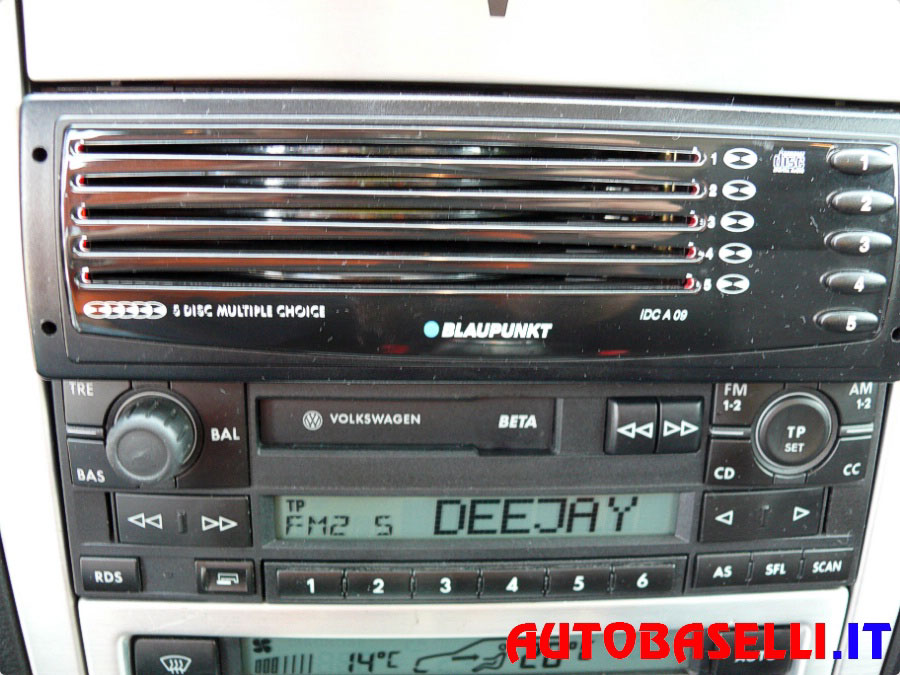 1
disc
1
2
2
3
3
4
4
5
5
5 DISC MULTIPLE CHOICE
BLAUPUNKT
IDC A 09
TRE
BAL
BAS
VOLKSWAGEN
BETA
FM
1-2
AM
1-2
TP
SET
CD
CC
TP
FM2 5 DEEJAY
RDS
1 2 3 4 5 6
AS SFL SCAN
14°C
AUTOBASELLI.IT